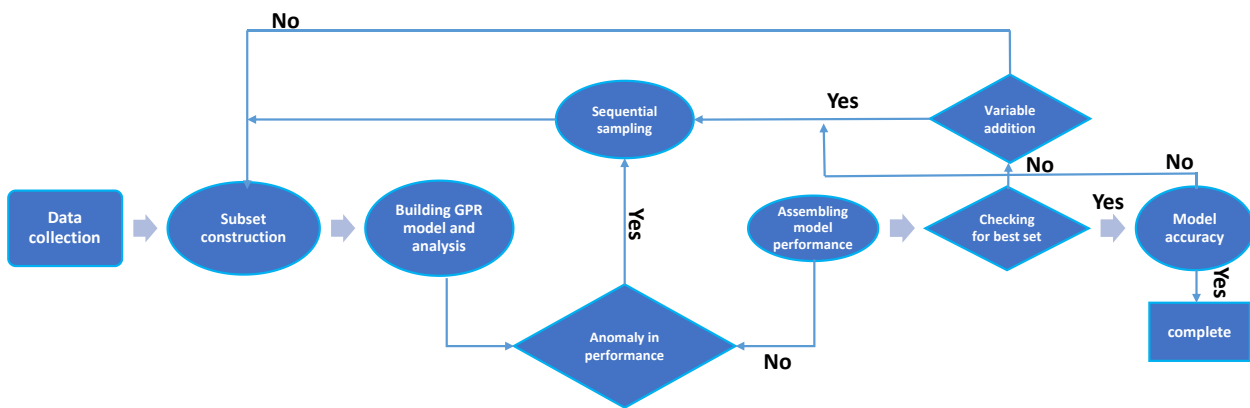 No
Sequential
sampling
Yes
Variable
addition
No
No
Data
collection
Subset
construction
Building GPR
model and
analysis
Yes
Assembling
model
performance
Checking
for best set
Yes
Model
accuracy
Yes
Anomaly in
performance
No
complete